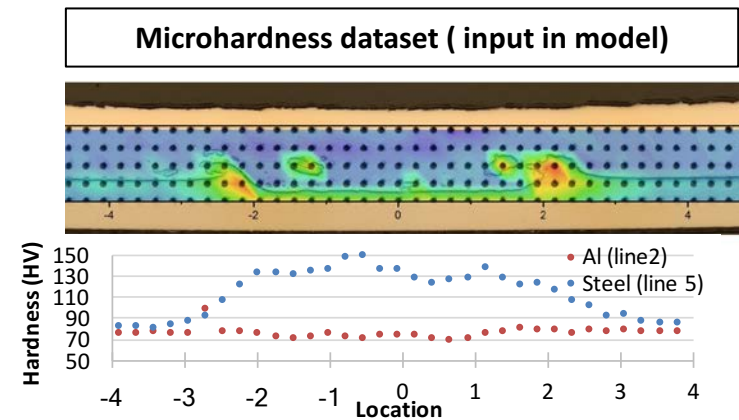 Microhardness dataset ( input in model)
-4 -2 0 2 4
Hardness (HV)
150
130
110
90
70
50
Al (line2)
Steel (line 5)
-4 -3 -2 -1 0 1 2 3 4
Location